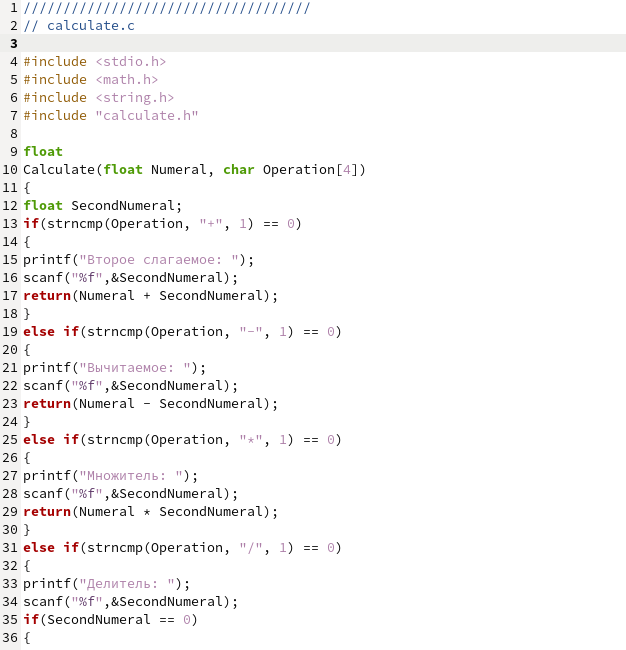 1 ////////////////////////////////////
2 // calculate.c
3
4 #include <stdio.h>
5 #include <math.h>
6 #include <string.h>
7 #include "calculate.h"
8
9 float
10 Calculate(float Numeral, char Operation[4])
11 {
12 float SecondNumeral;
13 if(strncmp(Operation, "+", 1) == 0)
14 {
15 printf("Второе слагаемое: ");
16 scanf("%f",&SecondNumeral);
17 return(Numeral + SecondNumeral);
18 }
19 else if(strncmp(Operation, "-", 1) == 0)
20 {
21 printf("Вычитаемое: ");
22 scanf("%f",&SecondNumeral);
23 return(Numeral - SecondNumeral);
24 }
25 else if(strncmp(Operation, "*", 1) == 0)
26 {
27 printf("Множитель: ");
28 scanf("%f",&SecondNumeral);
29 return(Numeral * SecondNumeral);
30 }
31 else if(strncmp(Operation, "/", 1) == 0)
32 {
33 printf("Делитель: ");
34 scanf("%f",&SecondNumeral);
35 if(SecondNumeral == 0)
36 {